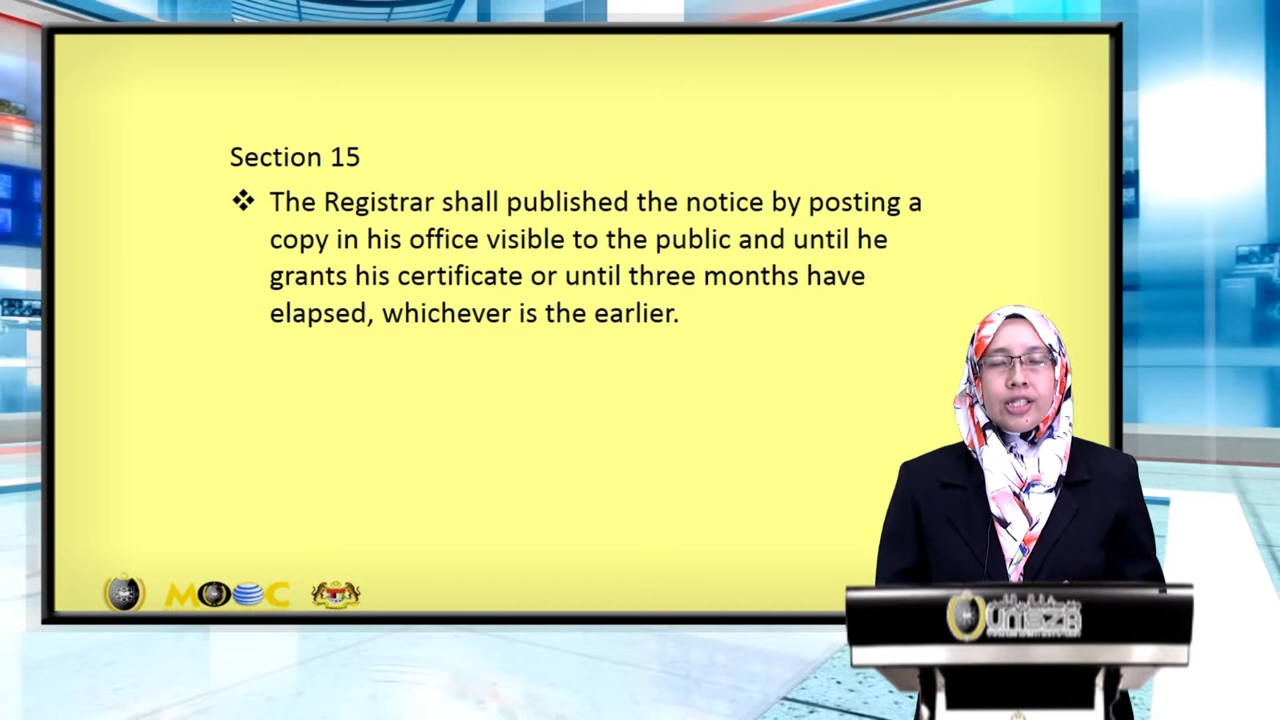 Section 15
❖ The Registrar shall published the notice by posting a
copy in his office visible to the public and until he
grants his certificate or until three months have
elapsed, whichever is the earlier.
MOOC
UniSZA